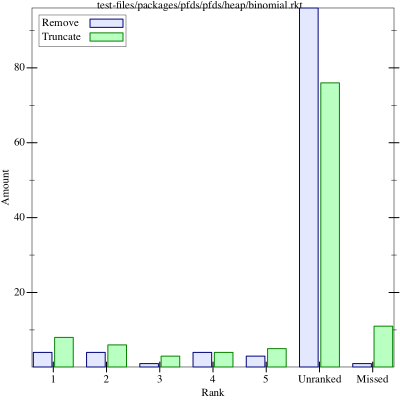 test-files/packages/pfds/pfds/heap/binomial.rkt
Remove
Truncate
80
60
40
20
Amount
1 2 3 4 5 Unranked Missed
Rank